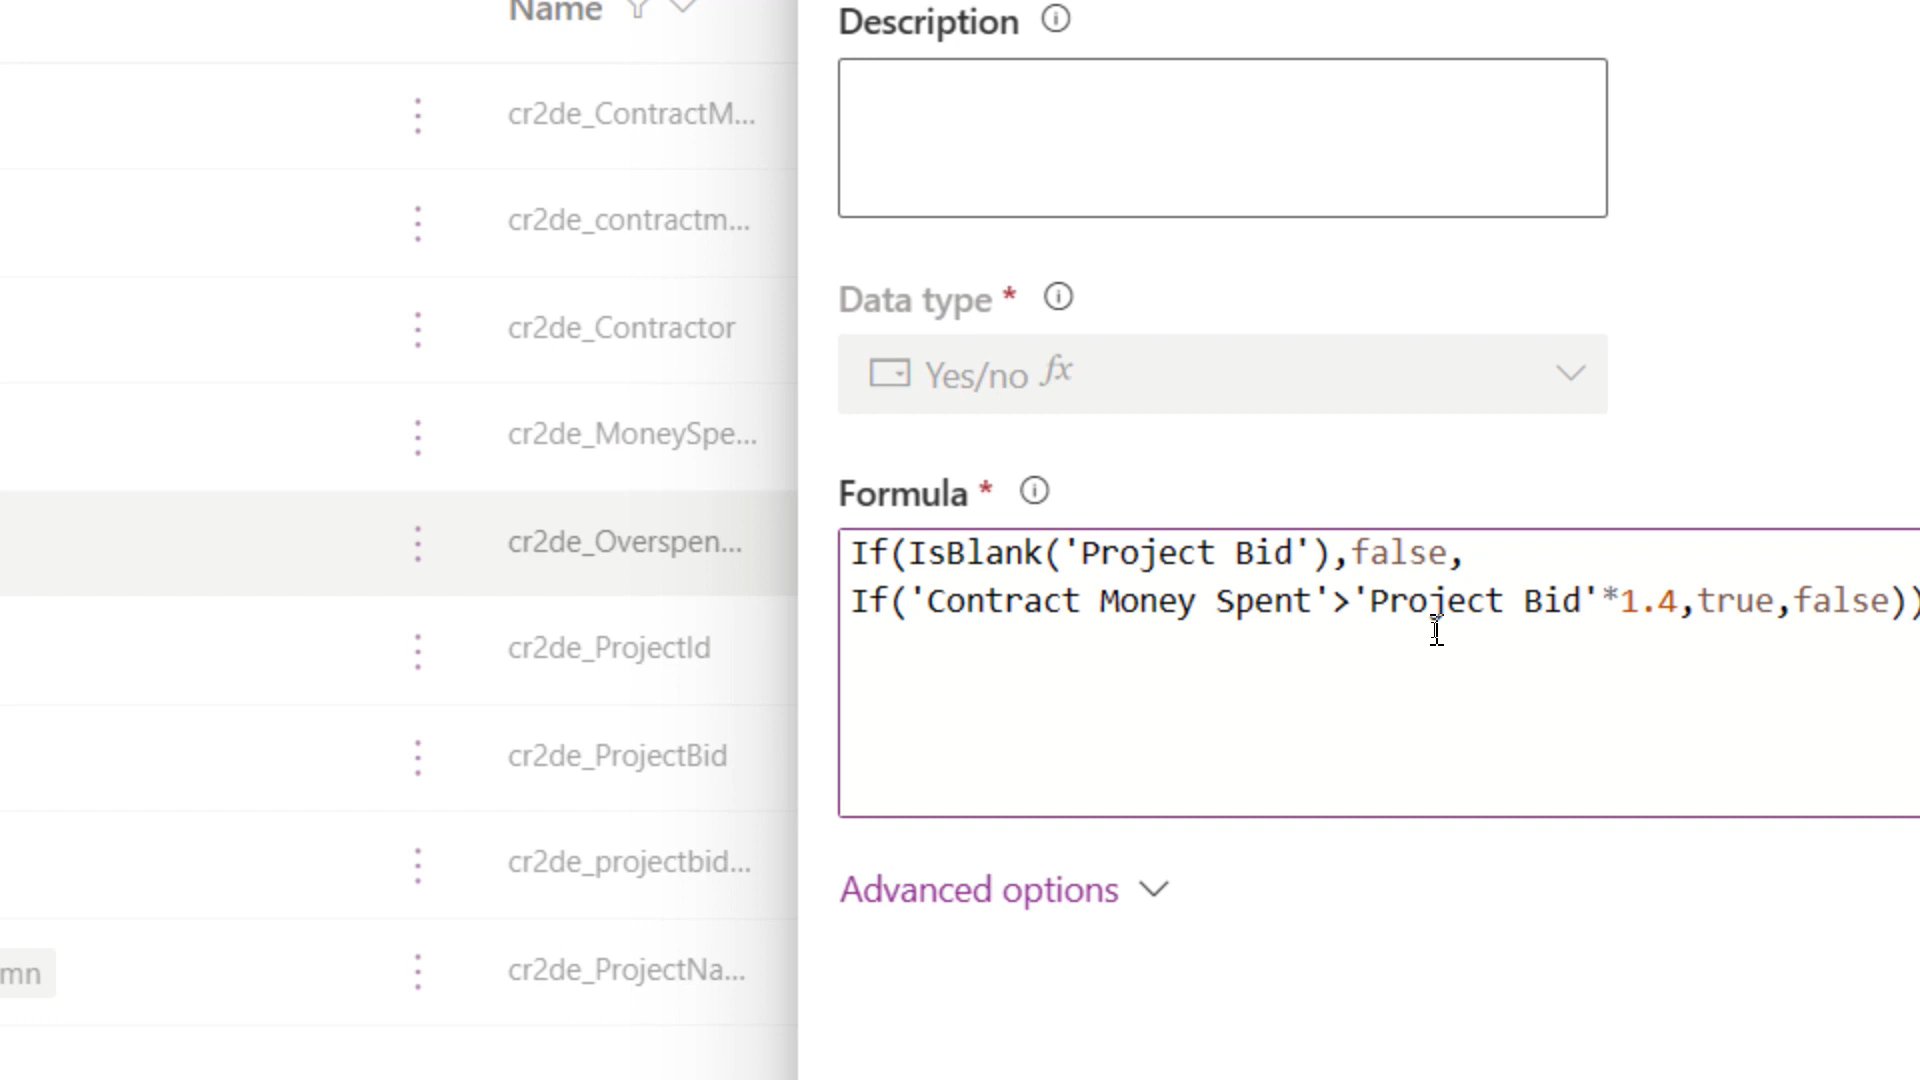 Name
cr2de_ContractM...
cr2de_contractm...
cr2de_Contractor
cr2de_MoneySpe...
cr2de_Overspen...
cr2de_ProjectId
cr2de_ProjectBid
cr2de_projectbid...
mn
cr2de_ProjectNa...
Description
Data type *
Yes/no fx
Formula *
If(IsBlank('Project Bid'),false,
If('Contract Money Spent'>'Project Bid'*1.4,true,false))
Advanced options